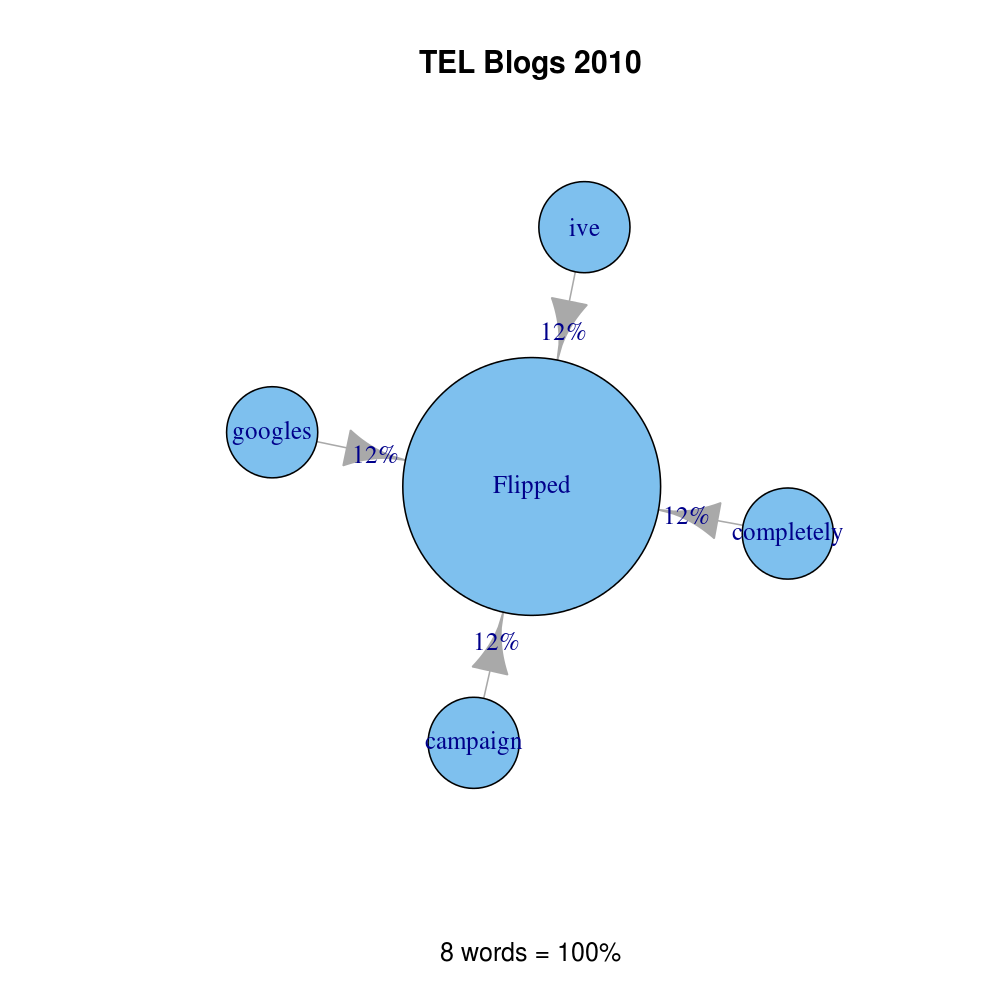 TEL Blogs 2010
ive
12%
googles
12%
Flipped
12%
completely
12%
campaign
8 words = 100%